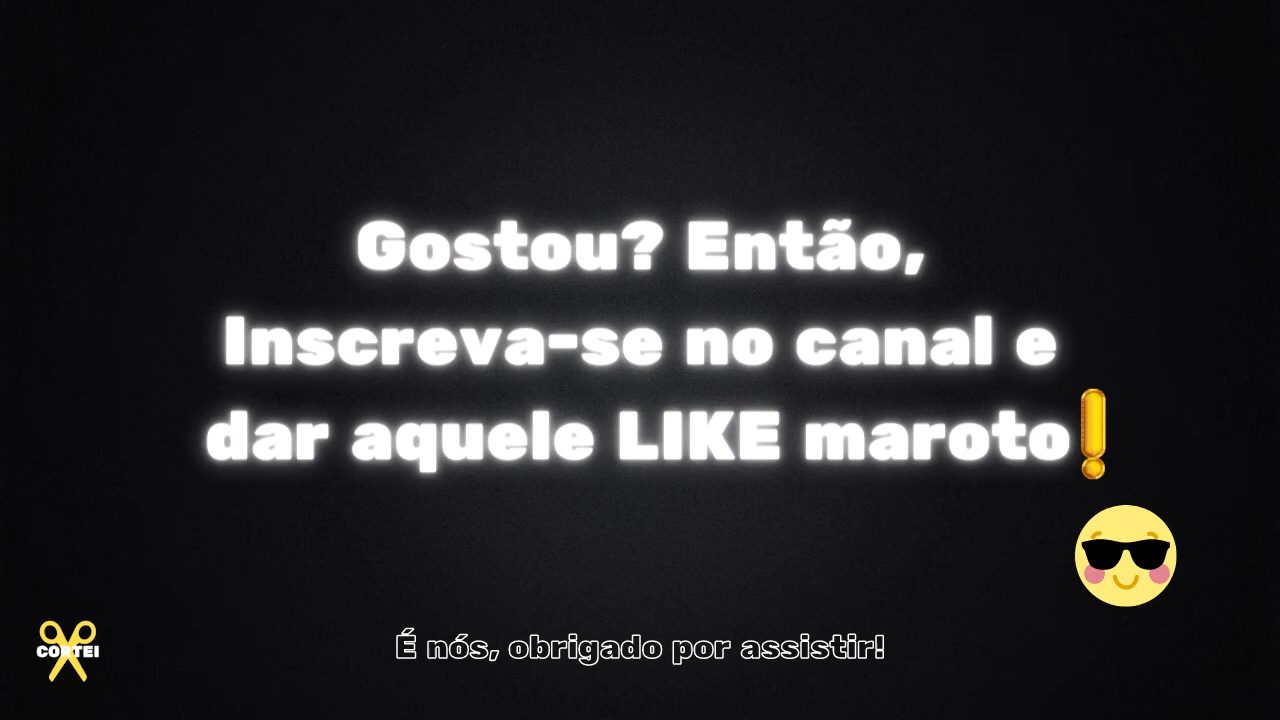 Gostou? Então,
Inscreva-se no canal e
dar aquele LIKE maroto!
É nós, obrigado por assistir!
CORTEI